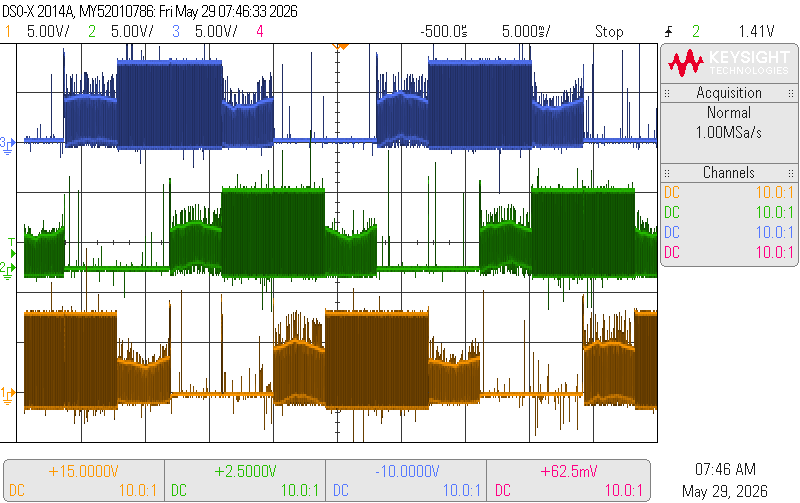 DSO-X 2014A, MY52010786: Fri May 29 07:46:33 2026
1 5.00V/ 2 5.00V/ 3 5.00V/ 4 -500.0s 5.000s/ Stop 2 1.41V
KEYSIGHT
TECHNOLOGIES
Acquisition
Normal
1.00MSa/s
Channels
DC 10.0:1
DC 10.0:1
DC 10.0:1
DC 10.0:1
3
T
2
1
+15.0000V +2.5000V -10.0000V +62.5mV
DC 10.0:1 DC 10.0:1 DC 10.0:1 DC 10.0:1
07:46 AM
May 29, 2026